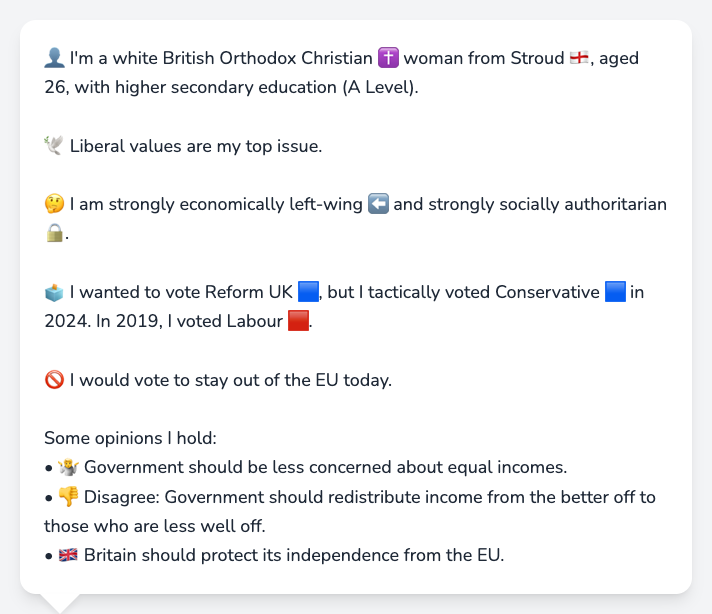 👤 I'm a white British Orthodox Christian ✝️ woman from Stroud 🏴󠁧󠁢󠁥󠁮󠁧󠁿, aged
26, with higher secondary education (A Level).
🕊️ Liberal values are my top issue.
🤔 I am strongly economically left-wing ⬅️ and strongly socially authoritarian
🔒.
🗳️ I wanted to vote Reform UK 🟦, but I tactically voted Conservative 🟦 in
2024. In 2019, I voted Labour 🟥.
🚫 I would vote to stay out of the EU today.
Some opinions I hold:
• 🤷 Government should be less concerned about equal incomes.
• 👎 Disagree: Government should redistribute income from the better off to
those who are less well off.
• 🇬🇧 Britain should protect its independence from the EU.